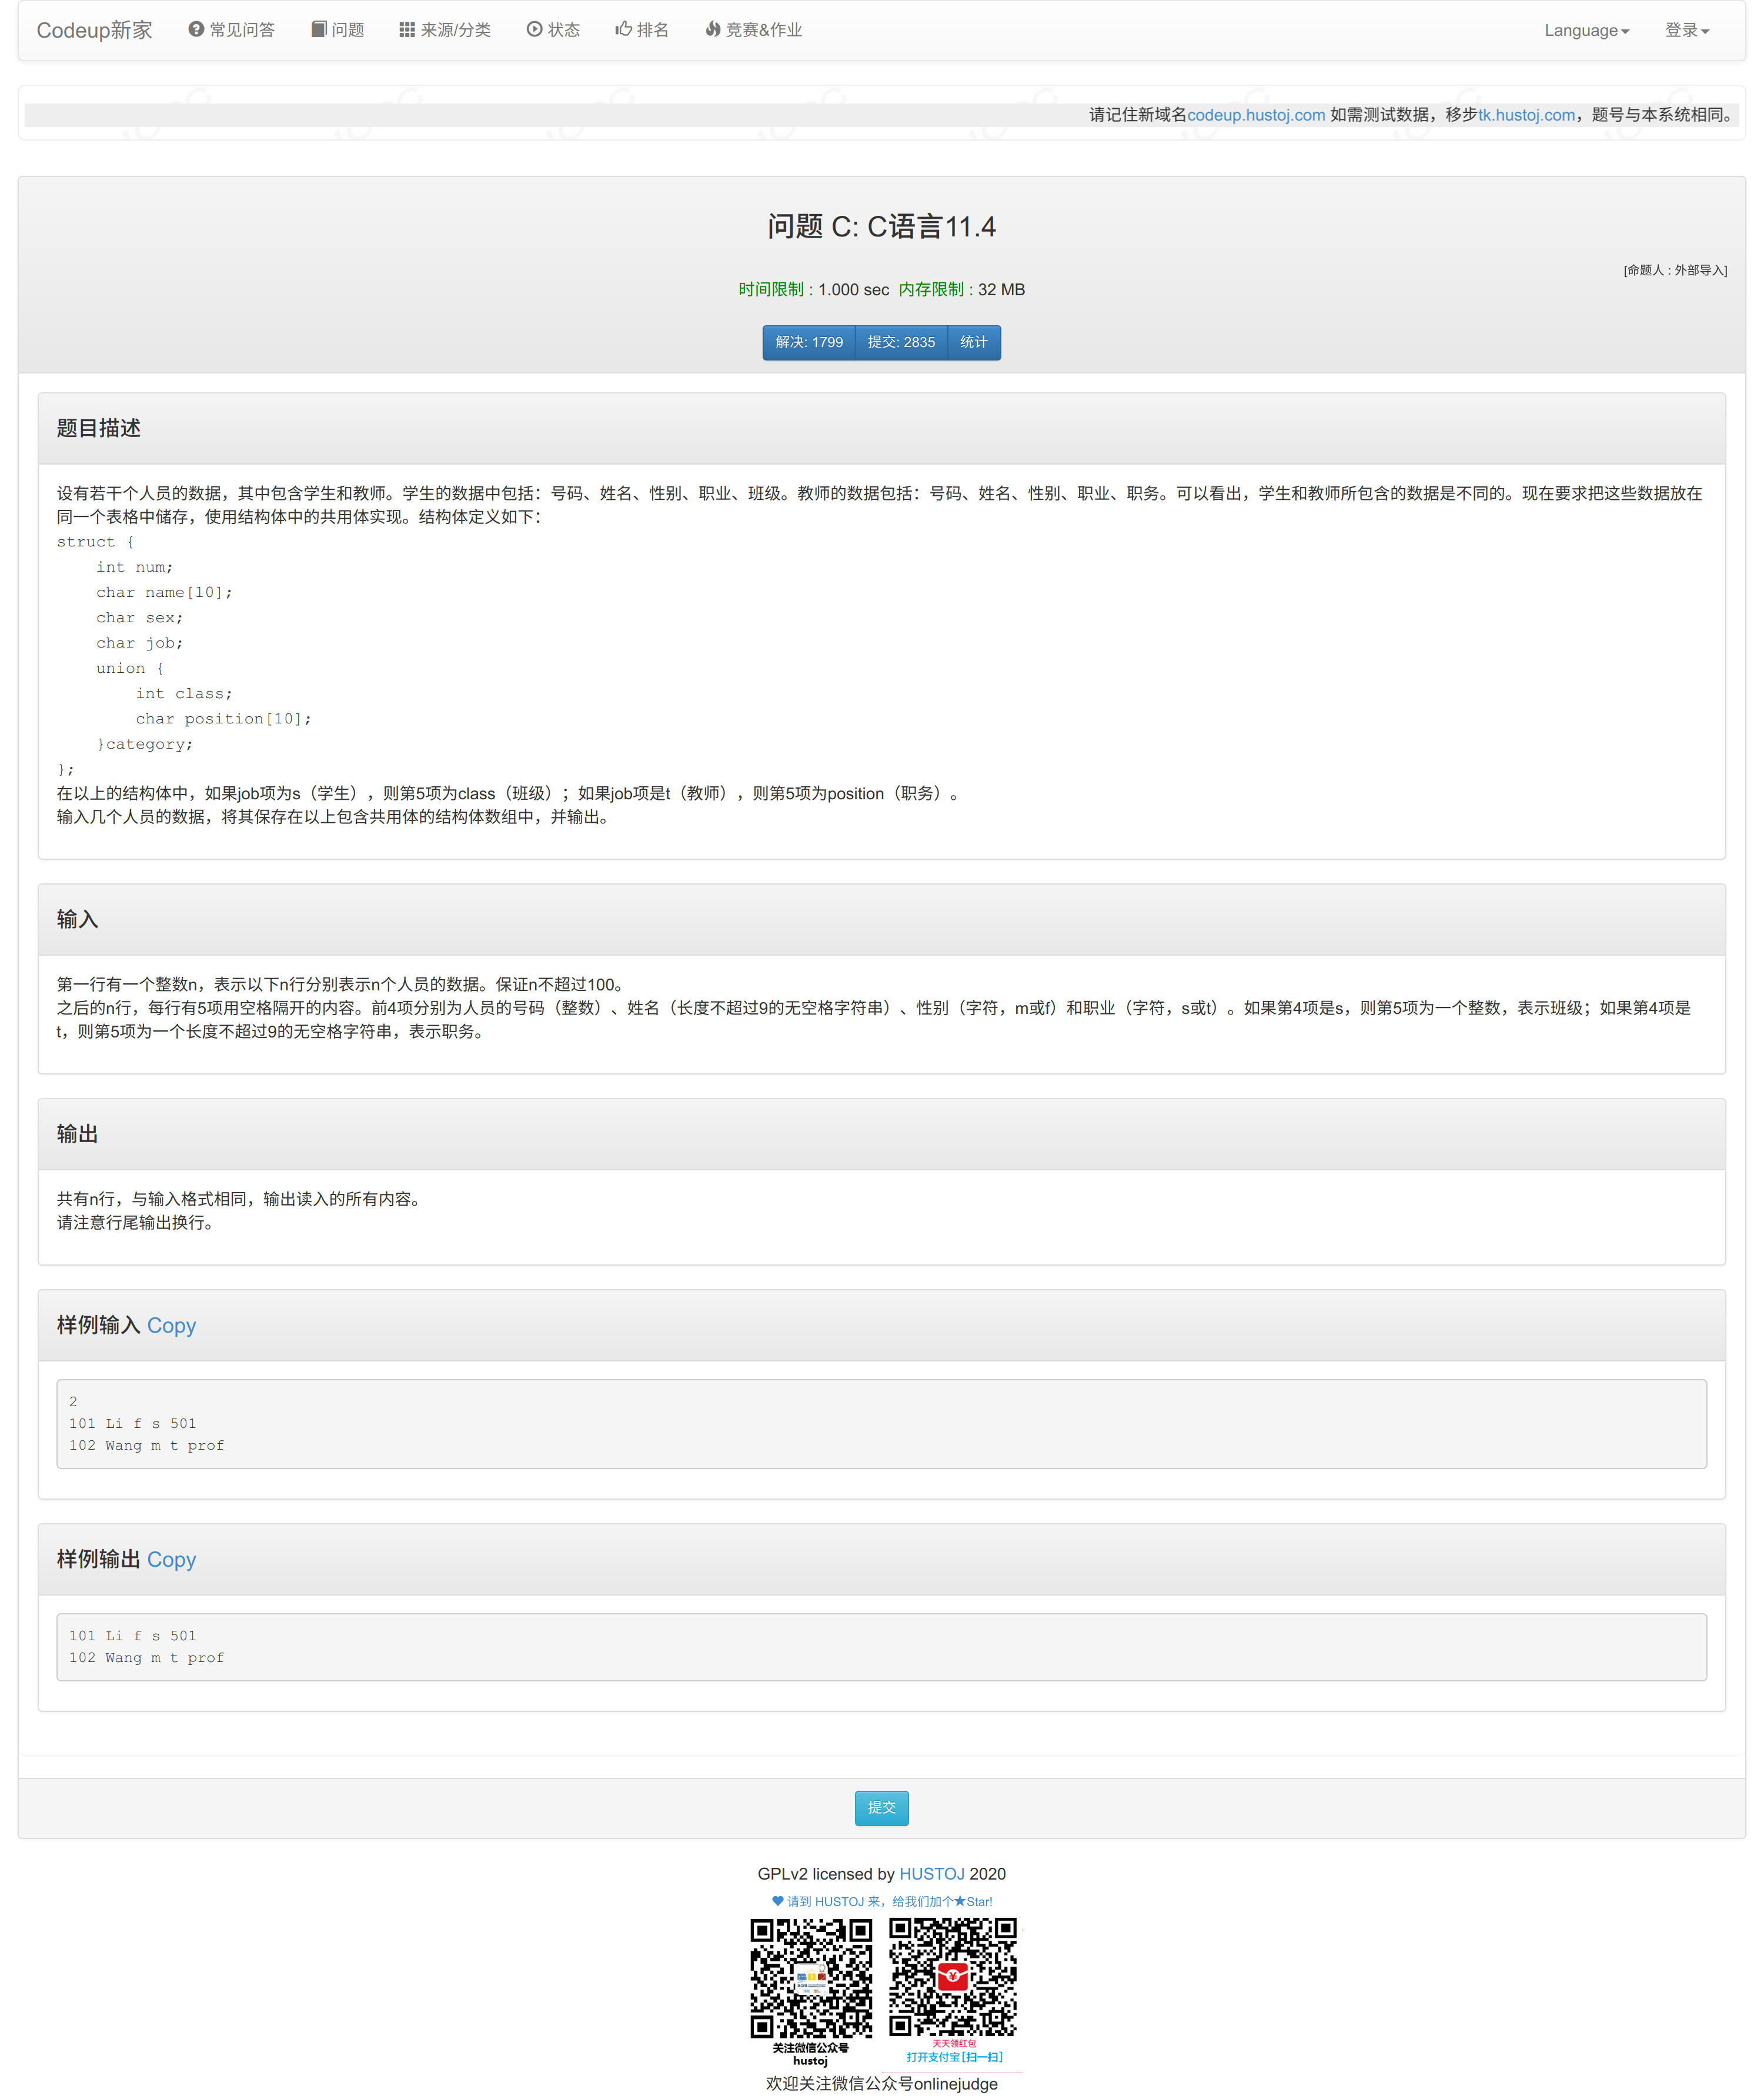 Codeup新家 常见问答 问题 来源/分类 状态 排名 竞赛&作业 Language 登录
请记住新域名codeup.hustoj.com 如需测试数据，移步tk.hustoj.com，题号与本系统相同。
问题 C: C语言11.4
[命题人 : 外部导入]
时间限制 : 1.000 sec 内存限制 : 32 MB
解决: 1799 提交: 2835 统计
题目描述
设有若干个人员的数据，其中包含学生和教师。学生的数据中包括：号码、姓名、性别、职业、班级。教师的数据包括：号码、姓名、性别、职业、职务。可以看出，学生和教师所包含的数据是不同的。现在要求把这些数据放在
同一个表格中储存，使用结构体中的共用体实现。结构体定义如下：
struct {
    int num;
    char name[10];
    char sex;
    char job;
    union {
        int class;
        char position[10];
    }category;
};
在以上的结构体中，如果job项为s（学生），则第5项为class（班级）；如果job项是t（教师），则第5项为position（职务）。
输入几个人员的数据，将其保存在以上包含共用体的结构体数组中，并输出。
输入
第一行有一个整数n，表示以下n行分别表示n个人员的数据。保证n不超过100。
之后的n行，每行有5项用空格隔开的内容。前4项分别为人员的号码（整数）、姓名（长度不超过9的无空格字符串）、性别（字符，m或f）和职业（字符，s或t）。如果第4项是s，则第5项为一个整数，表示班级；如果第4项是
t，则第5项为一个长度不超过9的无空格字符串，表示职务。
输出
共有n行，与输入格式相同，输出读入的所有内容。
请注意行尾输出换行。
样例输入 Copy
2
101 Li f s 501
102 Wang m t prof
样例输出 Copy
101 Li f s 501
102 Wang m t prof
提交
GPLv2 licensed by HUSTOJ 2020
请到 HUSTOJ 来，给我们加个★Star!
关注微信公众号
hustoj
天天领红包
打开支付宝[扫一扫]
欢迎关注微信公众号onlinejudge